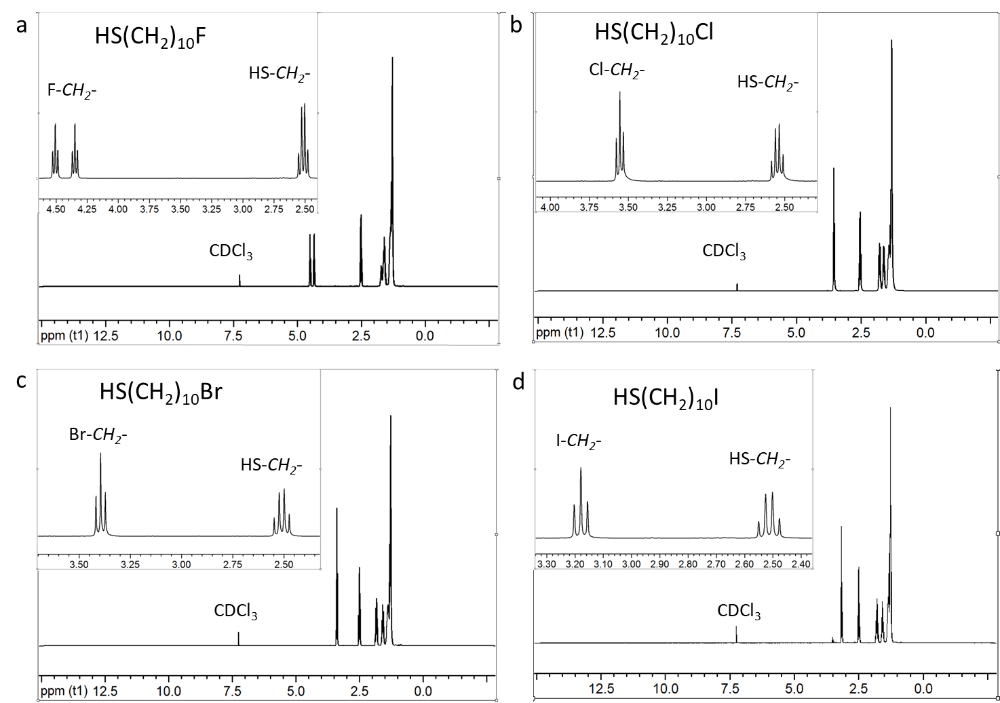 a
HS(CH2)10F
F-CH2-
HS-CH2-
4.50 4.25 4.00 3.75 3.50 3.25 3.00 2.75 2.50
CDCl3
ppm (t1) 12.5 10.0 7.5 5.0 2.5 0.0
b
HS(CH2)10Cl
Cl-CH2-
HS-CH2-
4.00 3.75 3.50 3.25 3.00 2.75 2.50
CDCl3
ppm (t1) 12.5 10.0 7.5 5.0 2.5 0.0
c
HS(CH2)10Br
Br-CH2-
HS-CH2-
3.50 3.25 3.00 2.75 2.50
CDCl3
ppm (t1) 12.5 10.0 7.5 5.0 2.5 0.0
d
HS(CH2)10I
I-CH2-
HS-CH2-
3.30 3.20 3.10 3.00 2.90 2.80 2.70 2.60 2.50 2.40
CDCl3
12.5 10.0 7.5 5.0 2.5 0.0